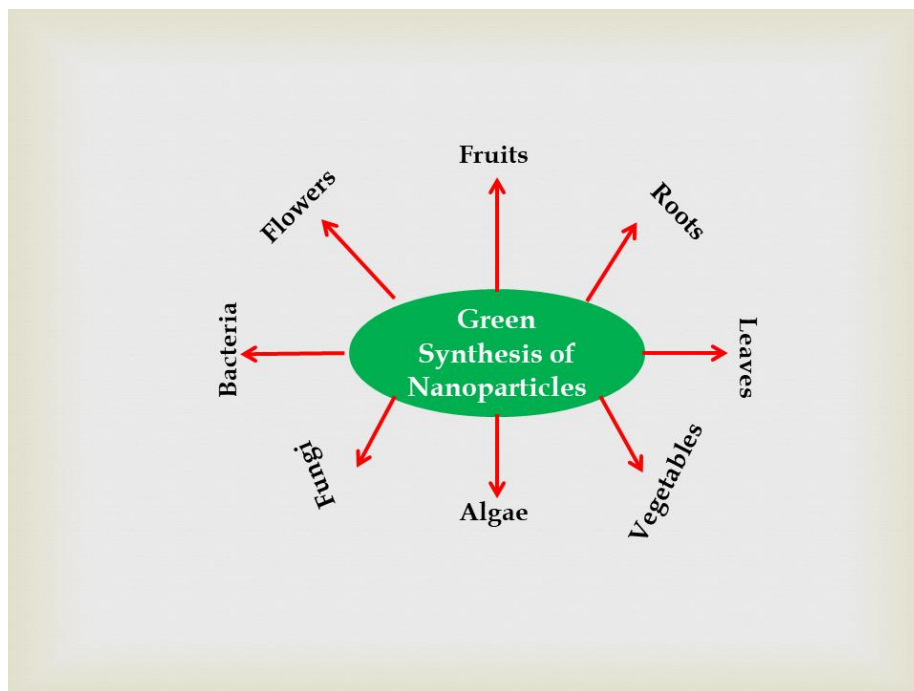 Fruits
Flowers
Roots
Green
Synthesis of
Nanoparticles
Bacteria
Leaves
Fungi
Algae
Vegetables